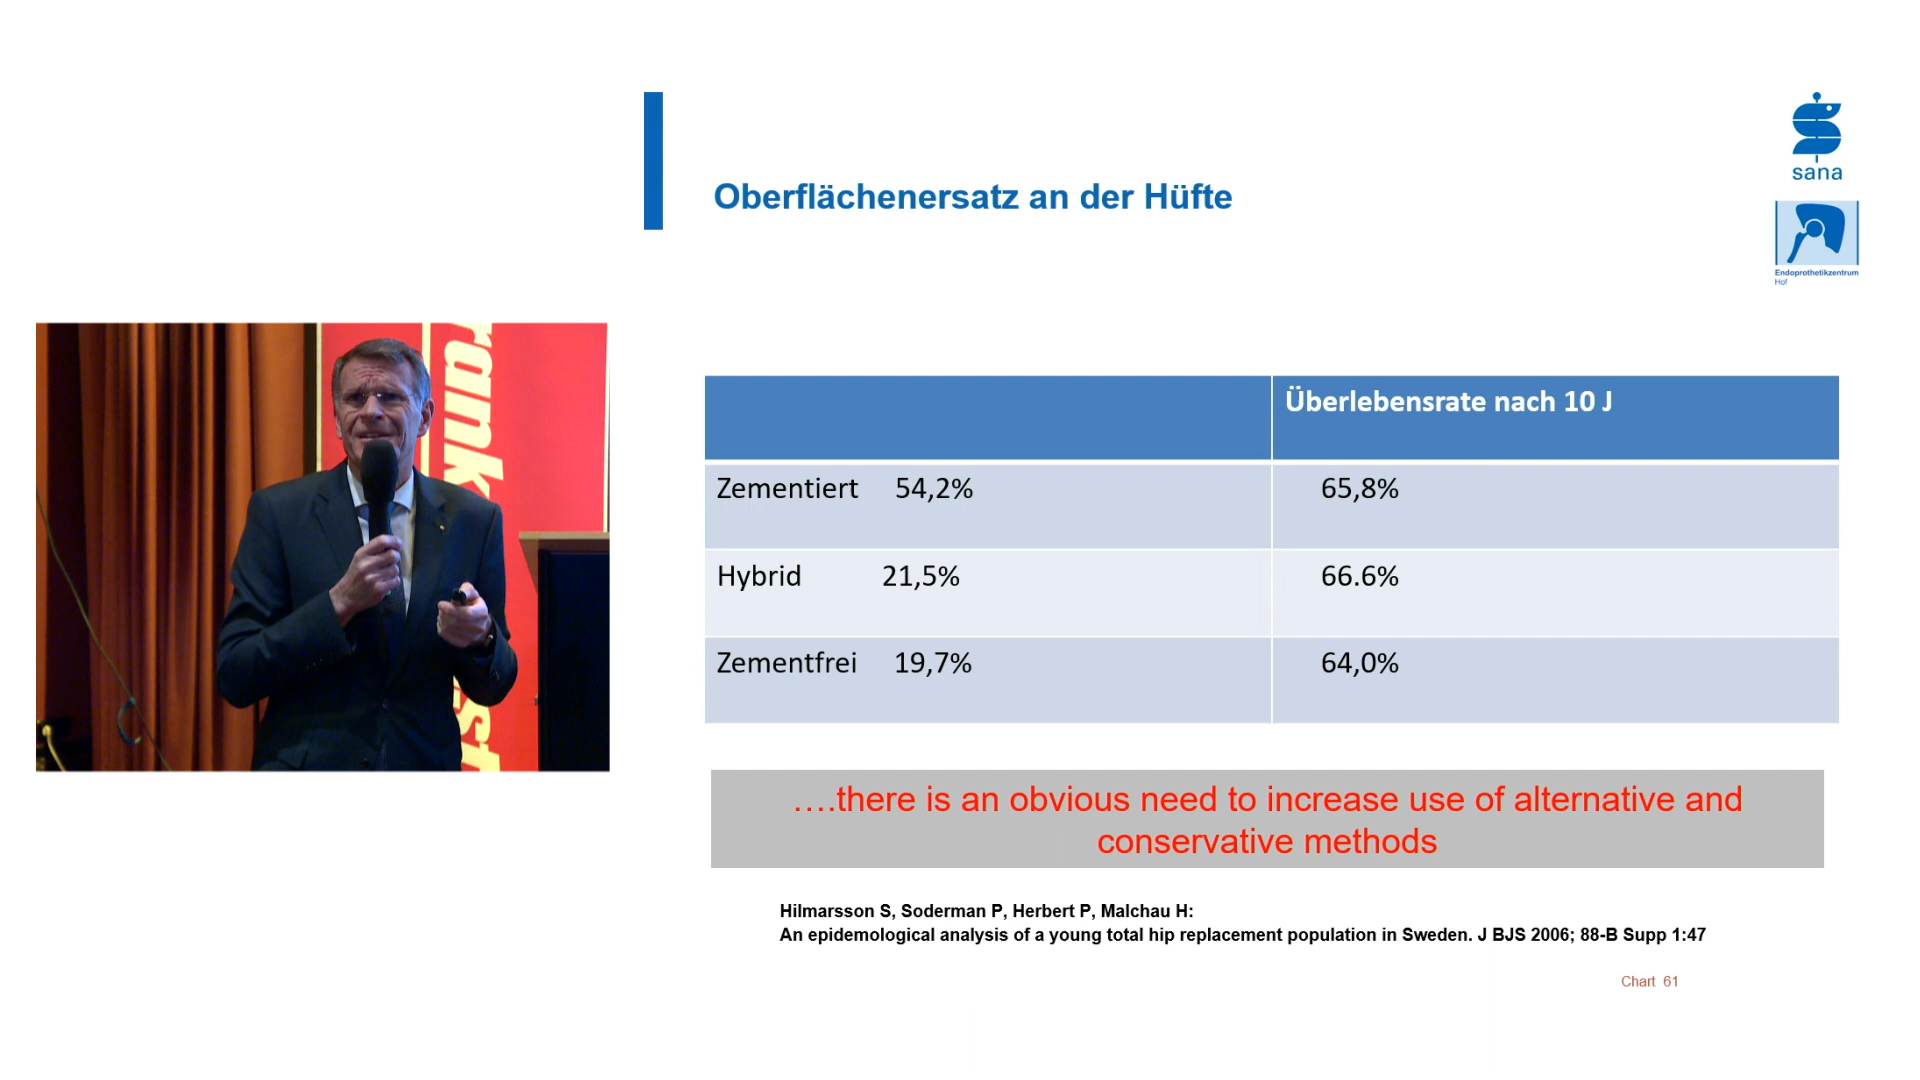 Oberflächenersatz an der Hüfte
sana
Endoprothetikzentrum
Hof
rank
st
Überlebensrate nach 10 J
Zementiert 54,2% 65,8%
Hybrid 21,5% 66.6%
Zementfrei 19,7% 64,0%
....there is an obvious need to increase use of alternative and
conservative methods
Hilmarsson S, Soderman P, Herbert P, Malchau H:
An epidemological analysis of a young total hip replacement population in Sweden. J BJS 2006; 88-B Supp 1:47
Chart 61